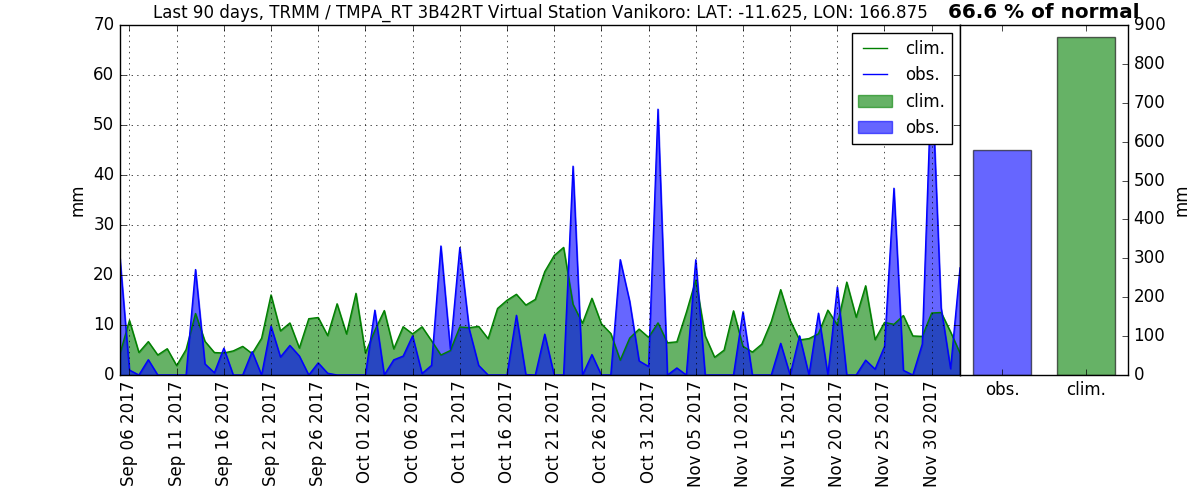 Last 90 days, TRMM / TMPA_RT 3B42RT Virtual Station Vanikoro: LAT: -11.625, LON: 166.875
66.6 % of normal
70
60
50
40
30
20
10
0
mm
clim.
obs.
clim.
obs.
900
800
700
600
500
400
300
200
100
0
mm
Sep 06 2017
Sep 11 2017
Sep 16 2017
Sep 21 2017
Sep 26 2017
Oct 01 2017
Oct 06 2017
Oct 11 2017
Oct 16 2017
Oct 21 2017
Oct 26 2017
Oct 31 2017
Nov 05 2017
Nov 10 2017
Nov 15 2017
Nov 20 2017
Nov 25 2017
Nov 30 2017
obs.
clim.